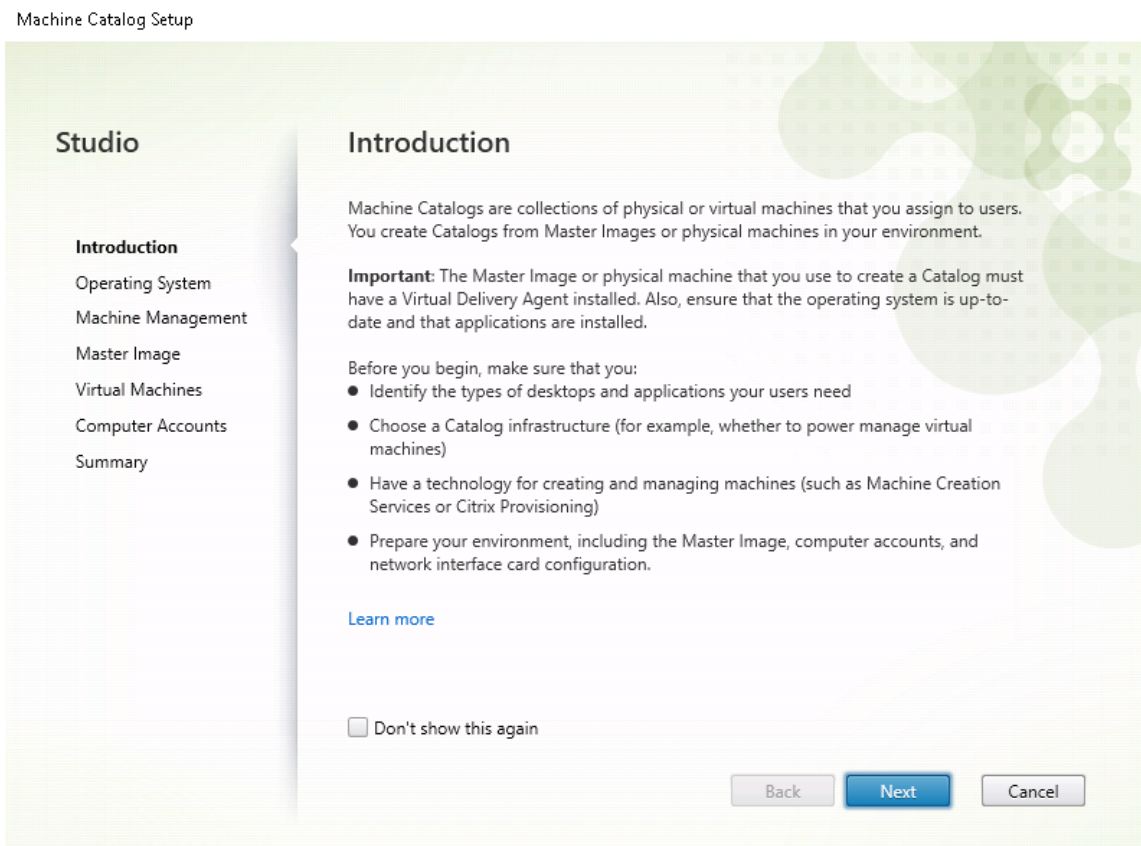 Machine Catalog Setup
Studio
Introduction
Operating System
Machine Management
Master Image
Virtual Machines
Computer Accounts
Summary
Introduction
Machine Catalogs are collections of physical or virtual machines that you assign to users.
You create Catalogs from Master Images or physical machines in your environment.
Important: The Master Image or physical machine that you use to create a Catalog must
have a Virtual Delivery Agent installed. Also, ensure that the operating system is up-to-
date and that applications are installed.
Before you begin, make sure that you:
● Identify the types of desktops and applications your users need
● Choose a Catalog infrastructure (for example, whether to power manage virtual
machines)
● Have a technology for creating and managing machines (such as Machine Creation
Services or Citrix Provisioning)
● Prepare your environment, including the Master Image, computer accounts, and
network interface card configuration.
Learn more
Don't show this again
Back Next Cancel